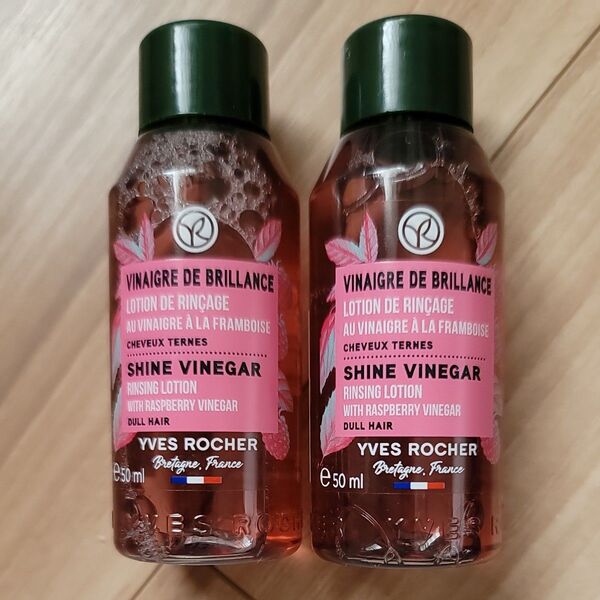 VINAIGRE DE BRILLANCE
LOTION DE RINÇAGE
AU VINAIGRE À LA FRAMBOISE
CHEVEUX TERNES
SHINE VINEGAR
RINSING LOTION
WITH RASPBERRY VINEGAR
DULL HAIR
YVES ROCHER
Bretagne, France
e50 ml
VINAIGRE DE BRILLANCE
LOTION DE RINÇAGE
AU VINAIGRE À LA FRAMBOISE
CHEVEUX TERNES
SHINE VINEGAR
RINSING LOTION
WITH RASPBERRY VINEGAR
DULL HAIR
YVES ROCHER
Bretagne, France
e50 ml